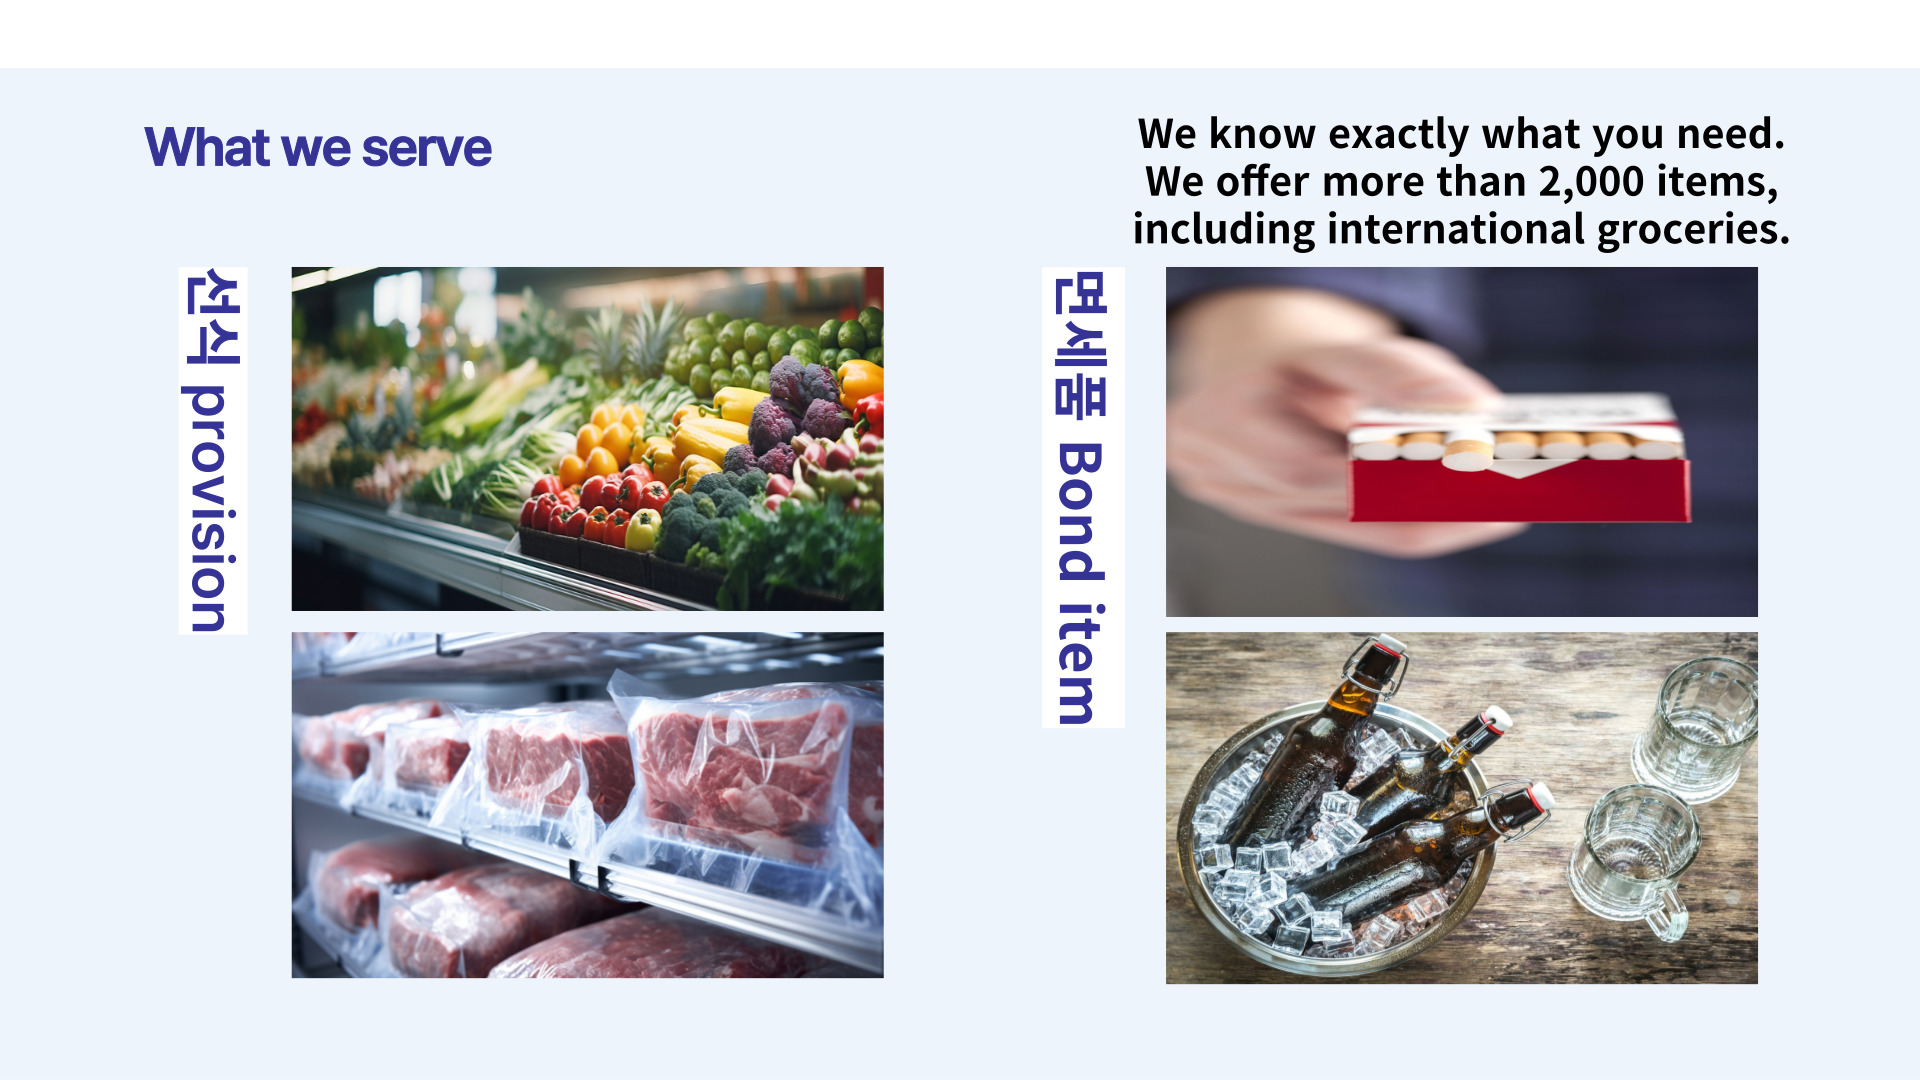 What we serve
We know exactly what you need.
We offer more than 2,000 items,
including international groceries.
선식 provision
면세품 Bond item